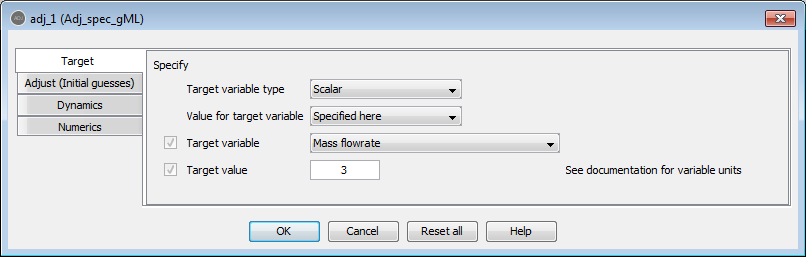 adj_1 (Adj_spec_gML)
Target
Adjust (Initial guesses)
Dynamics
Numerics
Specify
Target variable type Scalar
Value for target variable Specified here
Target variable Mass flowrate
Target value 3 See documentation for variable units
OK Cancel Reset all Help